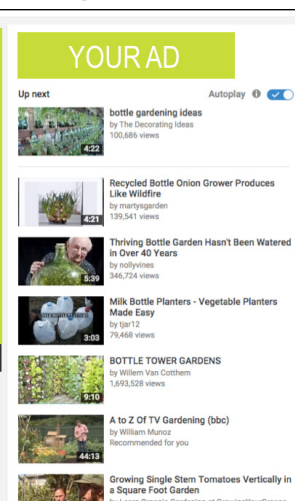 YOUR AD
Up next
Autoplay
bottle gardening ideas
by The Decorating Ideas
100,686 views
4:22
Recycled Bottle Onion Grower Produces
Like Wildfire
by martysgarden
139,541 views
4:21
Thriving Bottle Garden Hasn't Been Watered
in Over 40 Years
by nollyvines
346,724 views
5:39
Milk Bottle Planters - Vegetable Planters
Made Easy
by tjar12
79,468 views
3:03
BOTTLE TOWER GARDENS
by Willem Van Cotthem
1,693,528 views
9:10
A to Z Of TV Gardening (bbc)
by William Munoz
Recommended for you
44:13
Growing Single Stem Tomatoes Vertically in
a Square Foot Garden